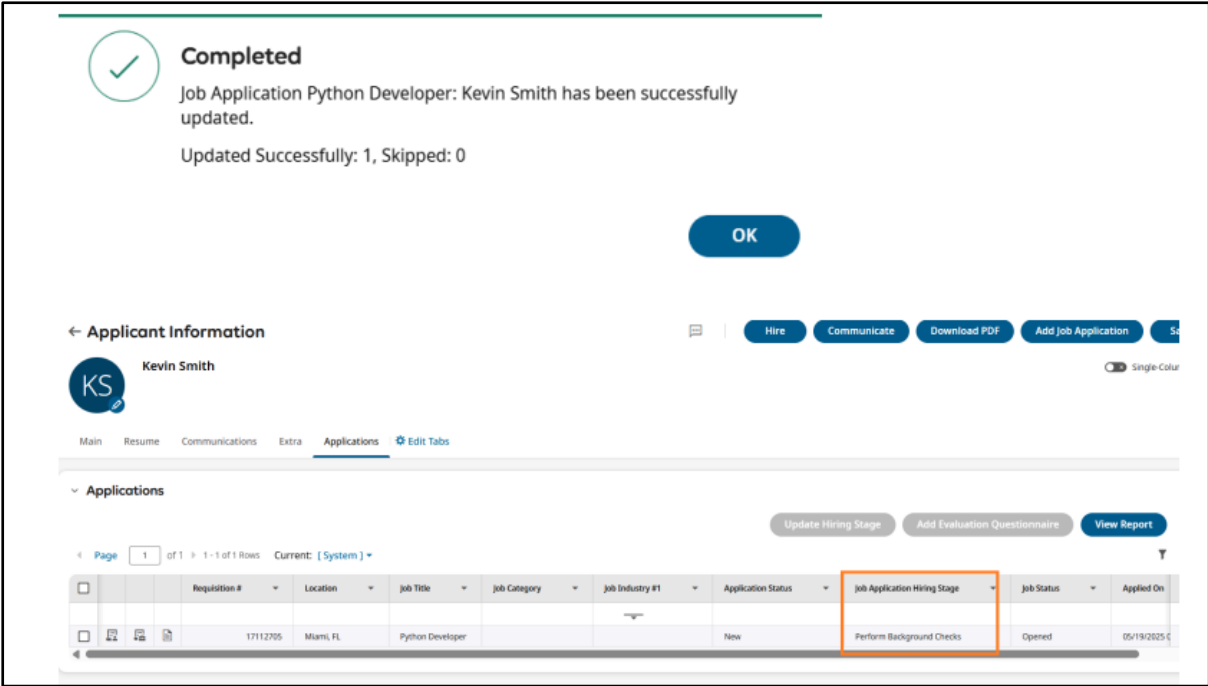 Completed
Job Application Python Developer: Kevin Smith has been successfully
updated.
Updated Successfully: 1, Skipped: 0
OK
← Applicant Information
Hire
Communicate
Download PDF
Add Job Application
Sa
KS
Kevin Smith
Single-Colu
Main Resume Communications Extra Applications Edit Tabs
Applications
Update Hiring Stage
Add Evaluation Questionnaire
View Report
Page 1 of 1 1 - 1 of 1 Rows Current: [ System ]
Requisition # Location Job Title Job Category Job Industry #1 Application Status Job Application Hiring Stage Job Status Applied On
17112705 Miami, FL Python Developer New Perform Background Checks Opened 05/19/2025